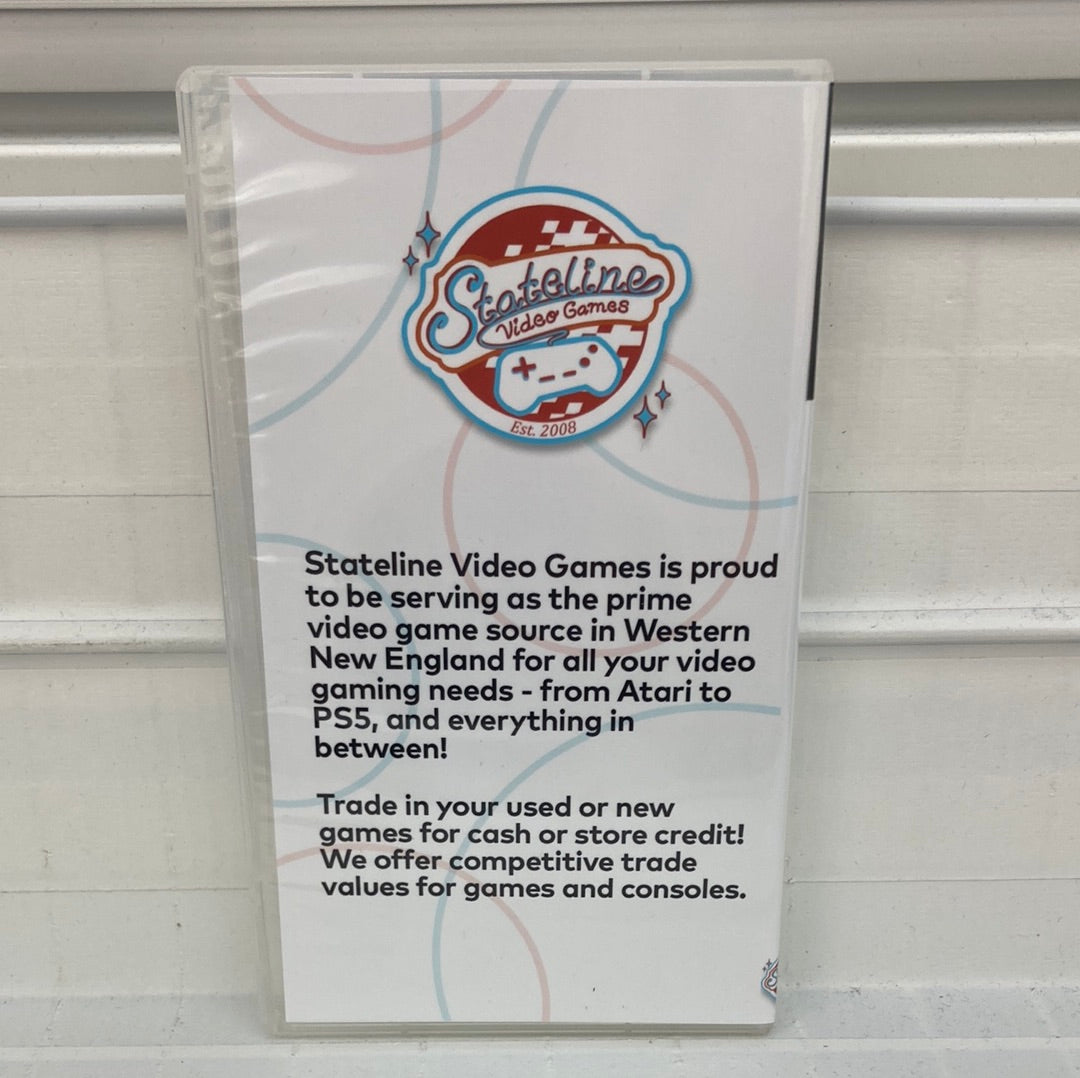 Stateline
Video Games
Est. 2008
Stateline Video Games is proud
to be serving as the prime
video game source in Western
New England for all your video
gaming needs - from Atari to
PS5, and everything in
between!
Trade in your used or new
games for cash or store credit!
We offer competitive trade
values for games and consoles.